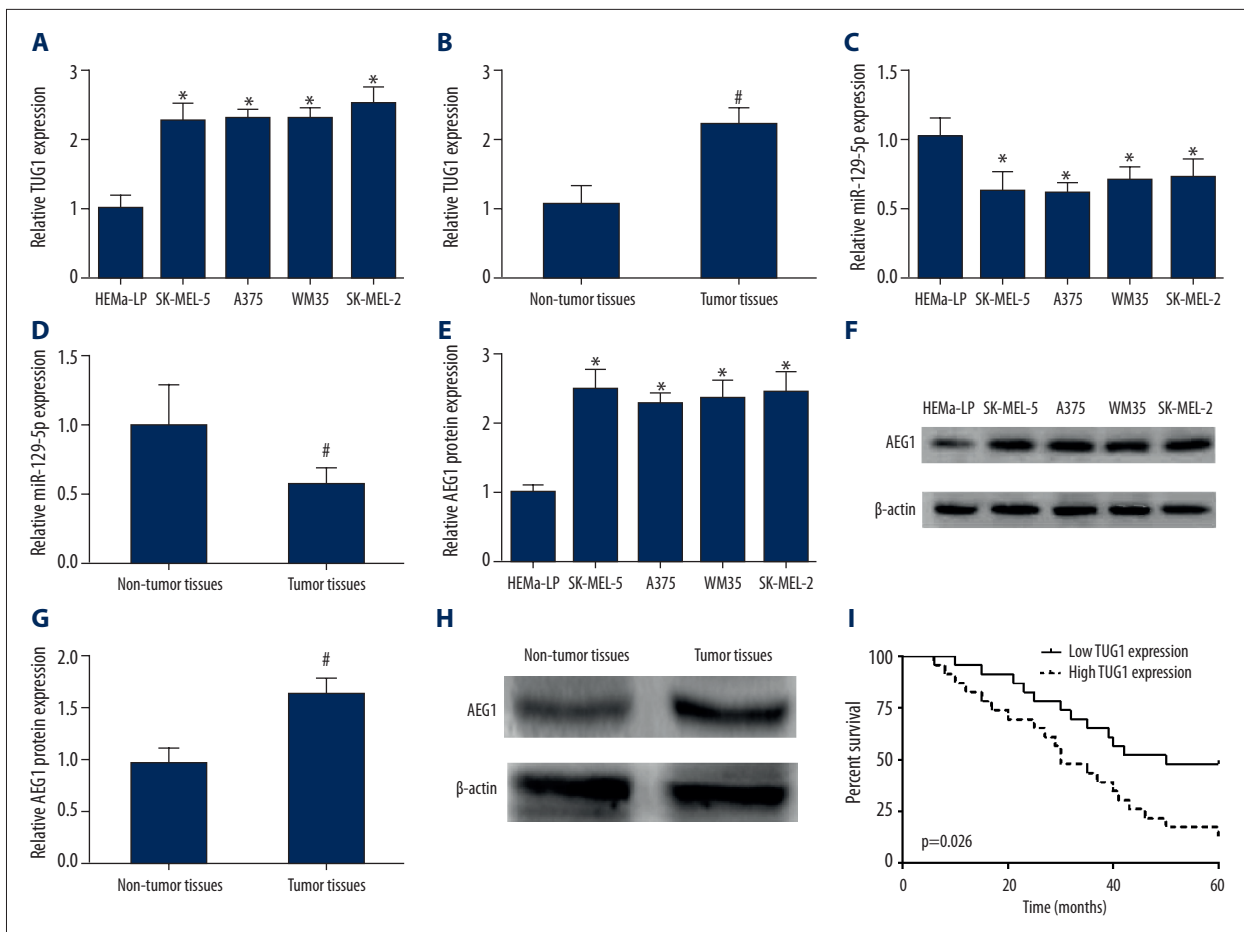 A
Relative TUG1 expression
3
2
1
0
* * * *
HEMa-LP SK-MEL-5 A375 WM35 SK-MEL-2
B
Relative TUG1 expression
3
2
1
0
#
Non-tumor tissues Tumor tissues
C
Relative miR-129-5p expression
1.5
1.0
0.5
0.0
* * * *
HEMa-LP SK-MEL-5 A375 WM35 SK-MEL-2
D
Relative miR-129-5p expression
1.5
1.0
0.5
0.0
#
Non-tumor tissues Tumor tissues
E
Relative AEG1 protein expression
3
2
1
0
* * * *
HEMa-LP SK-MEL-5 A375 WM35 SK-MEL-2
F
HEMa-LP SK-MEL-5 A375 WM35 SK-MEL-2
AEG1
β-actin
G
Relative AEG1 protein expression
2.0
1.5
1.0
0.5
0.0
#
Non-tumor tissues Tumor tissues
H
Non-tumor tissues Tumor tissues
AEG1
β-actin
I
Low TUG1 expression
High TUG1 expression
Percent survival
100
75
50
25
0
p=0.026
0 20 40 60
Time (months)